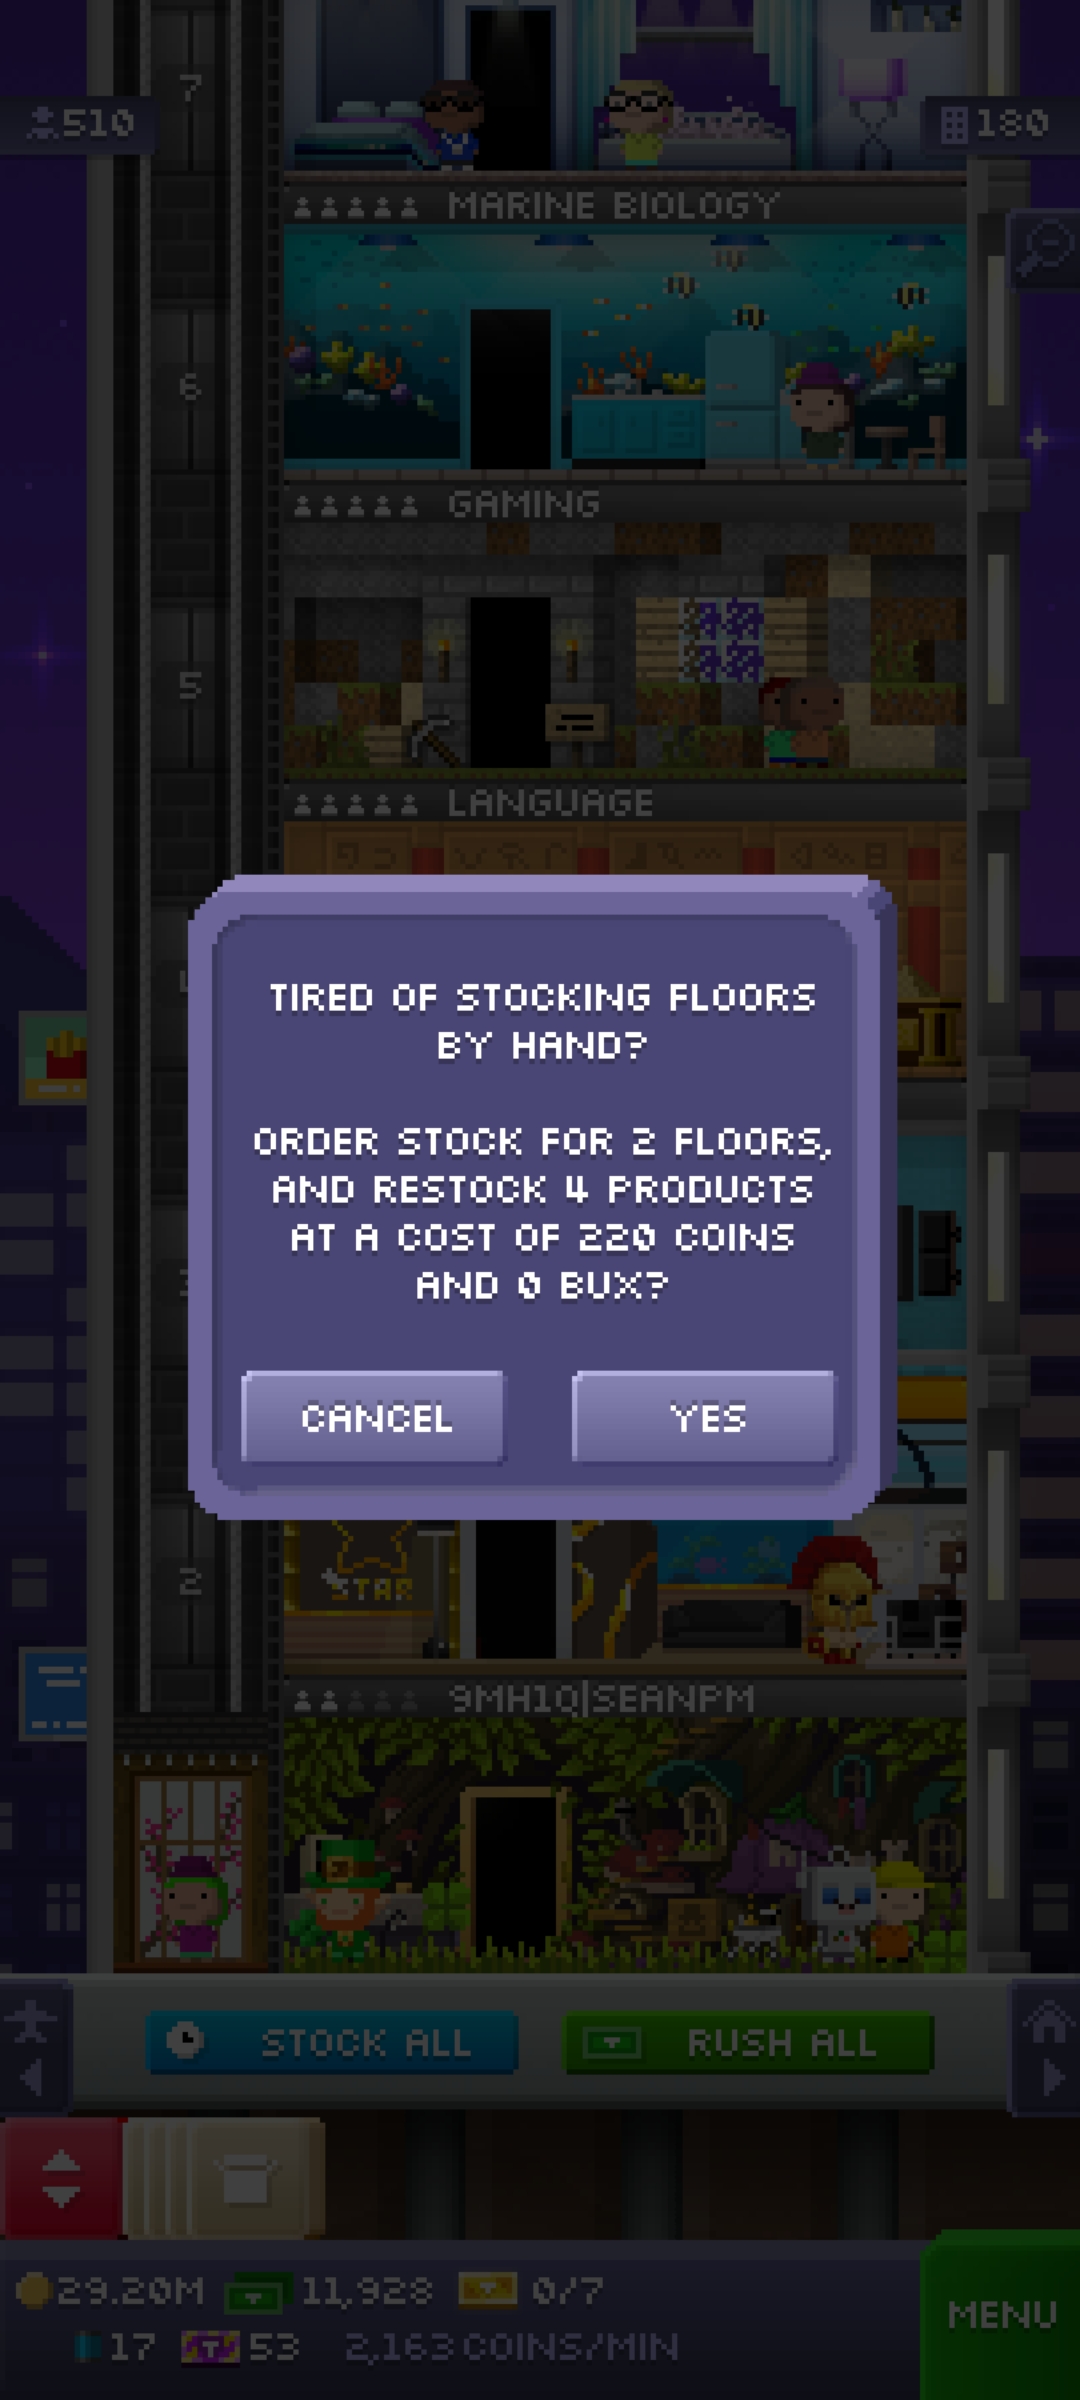 7
510
180
MARINE BIOLOGY
6
GAMING
5
LANGUAGE
TIRED OF STOCKING FLOORS
BY HAND?
ORDER STOCK FOR 2 FLOORS,
AND RESTOCK 4 PRODUCTS
AT A COST OF 220 COINS
AND 0 BUX?
CANCEL
YES
2
STAR
9MH1Q|SEANPM
STOCK ALL
RUSH ALL
29.20M
11,928
0/7
MENU
17
53
2,163 COINS/MIN